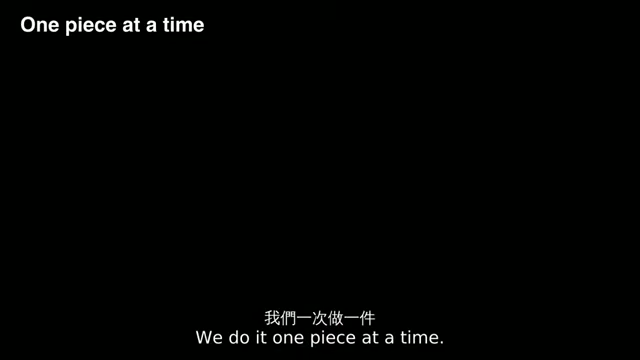 One piece at a time
我們一次做一件
We do it one piece at a time.